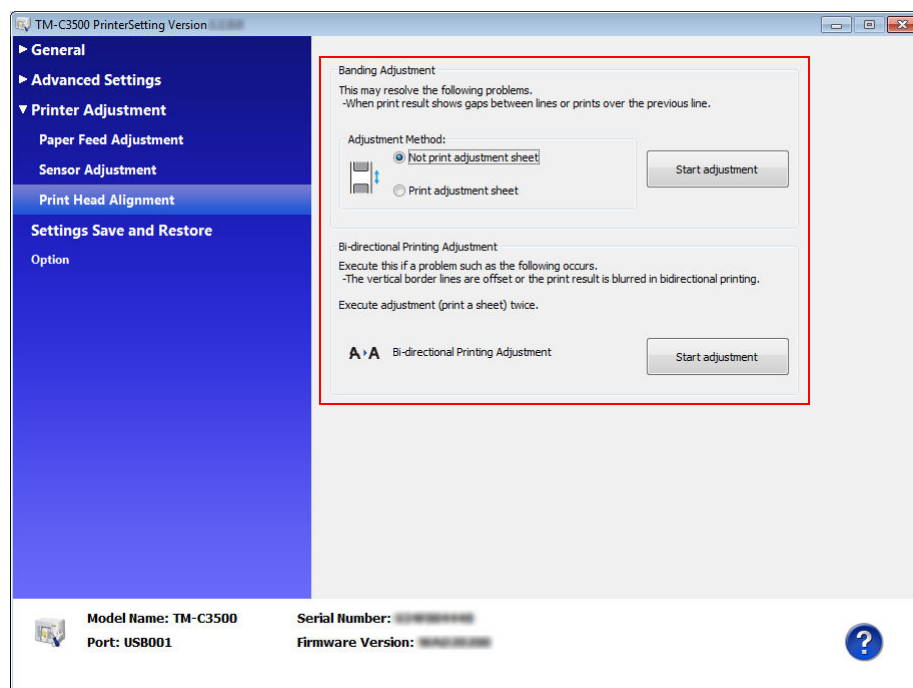 TM-C3500 PrinterSetting Version
General
Advanced Settings
Printer Adjustment
Paper Feed Adjustment
Sensor Adjustment
Print Head Alignment
Settings Save and Restore
Option
Banding Adjustment
This may resolve the following problems.
-When print result shows gaps between lines or prints over the previous line.
Adjustment Method:
Not print adjustment sheet
Print adjustment sheet
Start adjustment
Bi-directional Printing Adjustment
Execute this if a problem such as the following occurs.
-The vertical border lines are offset or the print result is blurred in bidirectional printing.
Execute adjustment (print a sheet) twice.
A A Bi-directional Printing Adjustment
Start adjustment
Model Name: TM-C3500
Serial Number:
Port: USB001
Firmware Version:
?